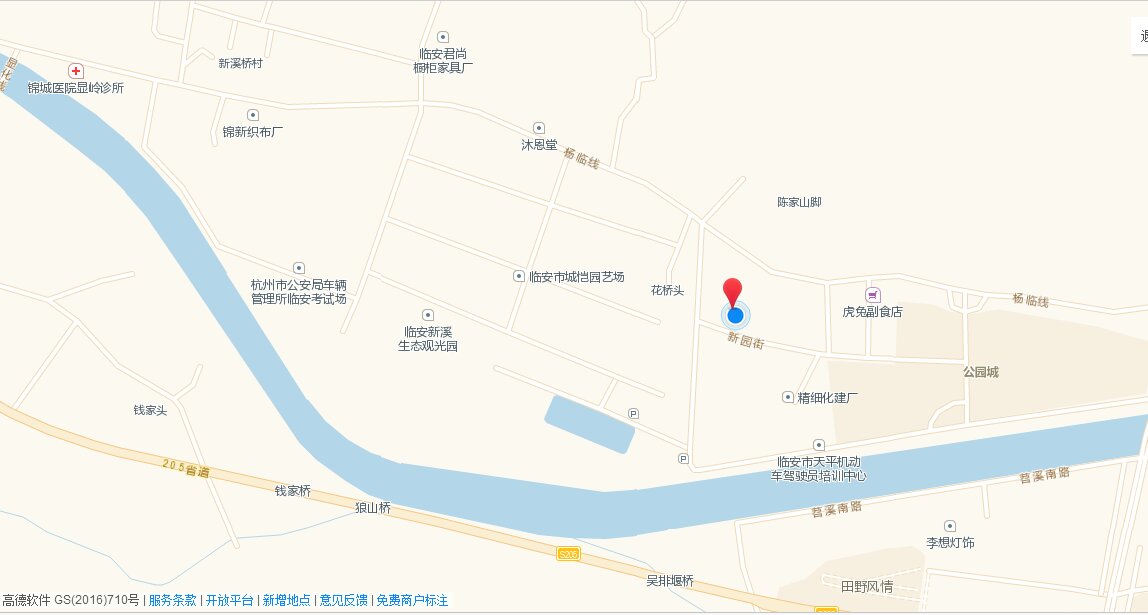 临安君尚
橱柜家具厂
退
新溪桥村
显化线
锦城医院显岭诊所
锦新织布厂
沐恩堂
杨临线
陈家山脚
杭州市公安局车辆
管理所临安考试场
临安市城恺园艺场
花桥头
虎兔副食店
杨临线
临安新溪
生态观光园
新园街
公园城
钱家头
精细化建厂
P
P
临安市天平机动
车驾驶员培训中心
205省道
钱家桥
狼山桥
苕溪南路
苕溪南路
李想灯饰
S205
吴排堰桥
田野风情
高德软件 GS(2016)710号 | 服务条款 | 开放平台 | 新增地点 | 意见反馈 | 免费商户标注